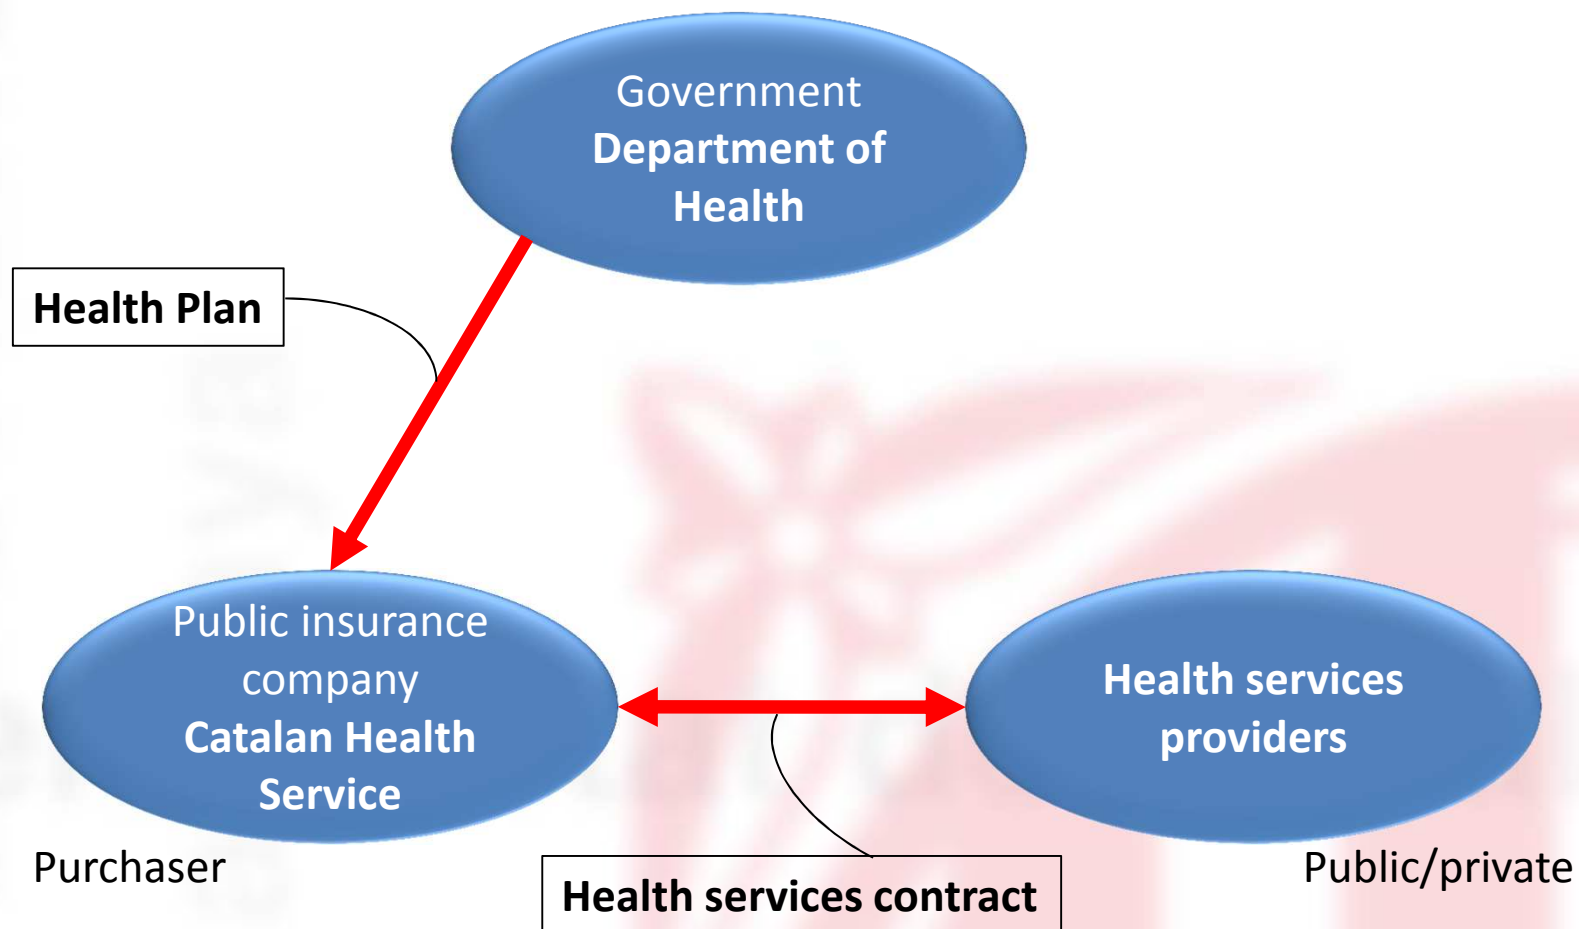 Government
Department of
Health
Health Plan
Public insurance
company
Catalan Health
Service
Health services
providers
Purchaser
Public/private
Health services contract